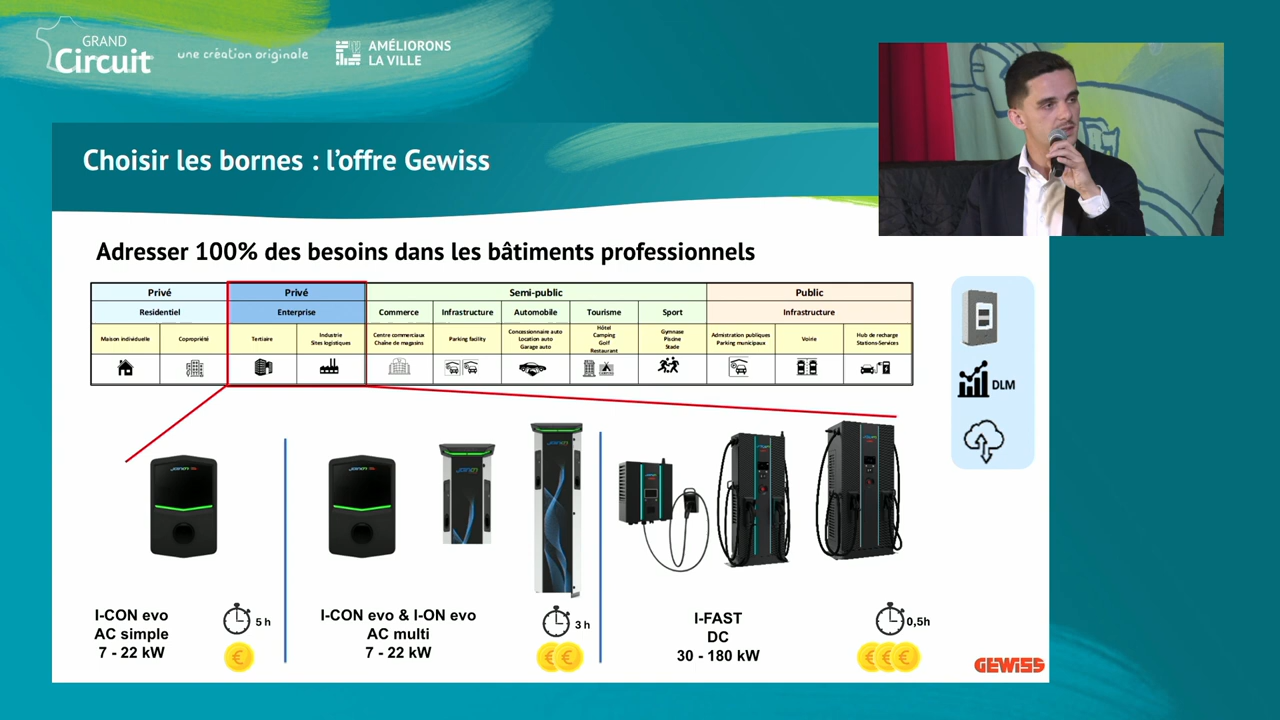 GRAND
Circuit
une création originale
AMÉLIORONS
LA VILLE
Choisir les bornes : l'offre Gewiss
Adresser 100% des besoins dans les bâtiments professionnels
Privé
Privé
Semi-public
Public
Residentiel
Enterprise
Commerce
Infrastructure
Automobile
Tourisme
Sport
Infrastructure
Maison individuelle
Copropriété
Tertiaire
Industrie
Sites logistiques
Centre commerciaux
Chaîne de magasins
Parking facility
Concessionnaire auto
Location auto
Garage auto
Hôtel
Camping
Golf
Restaurant
Gymnase
Piscine
Stade
Admistration publiques
Parking municipaux
Voirie
Hub de recharge
Stations-Services
DLM
I-CON evo
AC simple
7 - 22 kW
5 h
I-CON evo & I-ON evo
AC multi
7 - 22 kW
3 h
I-FAST
DC
30 - 180 kW
0,5h
GEWISS